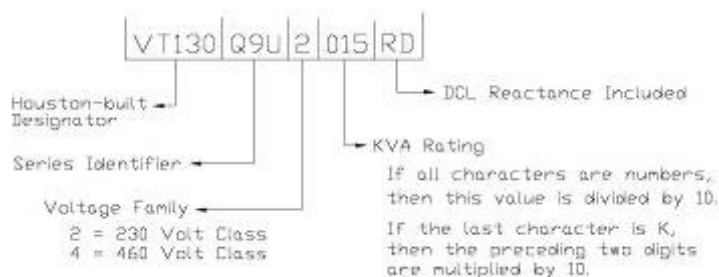 VT130 Q9U 2 015 RD
Houston-built
Designator
DCL Reactance Included
Series Identifier
KVA Rating
If all characters are numbers,
then this value is divided by 10.
If the last character is K,
then the preceding two digits
are multiplied by 10.
Voltage Family
2 = 230 Volt Class
4 = 460 Volt Class